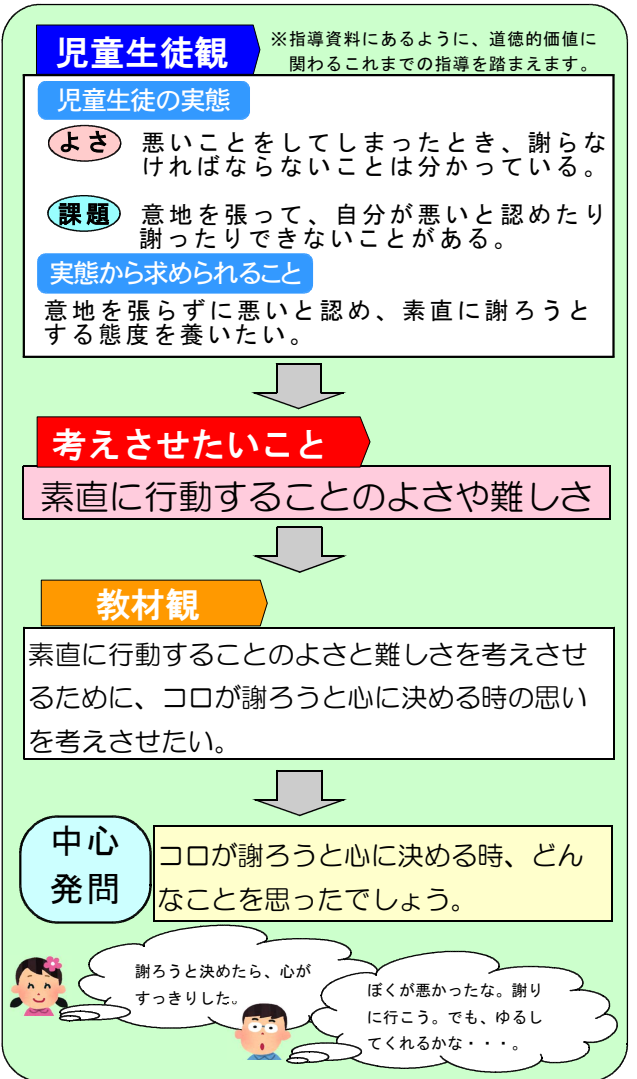 児童生徒観
※指導資料にあるように、道徳的価値に
関わるこれまでの指導を踏まえます。
児童生徒の実態
よさ
悪いことをしてしまったとき、謝らな
ければならないことは分かっている。
課題
意地を張って、自分が悪いと認めたり
謝ったりできないことがある。
実態から求められること
意地を張らずに悪いと認め、素直に謝ろうと
する態度を養いたい。
考えさせたいこと
素直に行動することのよさや難しさ
教材観
素直に行動することのよさと難しさを考えさせ
るために、コロが謝ろうと心に決める時の思い
を考えさせたい。
中心
発問
コロが謝ろうと心に決める時、どん
なことを思ったでしょう。
謝ろうと決めたら、心が
すっきりした。
ぼくが悪かったな。謝り
に行こう。でも、ゆるし
てくれるかな・・・。